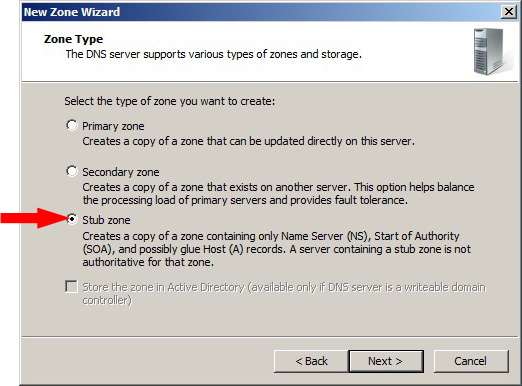 New Zone Wizard
Zone Type
The DNS server supports various types of zones and storage.
Select the type of zone you want to create:
Primary zone
Creates a copy of a zone that can be updated directly on this server.
Secondary zone
Creates a copy of a zone that exists on another server. This option helps balance
the processing load of primary servers and provides fault tolerance.
Stub zone
Creates a copy of a zone containing only Name Server (NS), Start of Authority
(SOA), and possibly glue Host (A) records. A server containing a stub zone is not
authoritative for that zone.
Store the zone in Active Directory (available only if DNS server is a writeable domain
controller)
< Back Next > Cancel